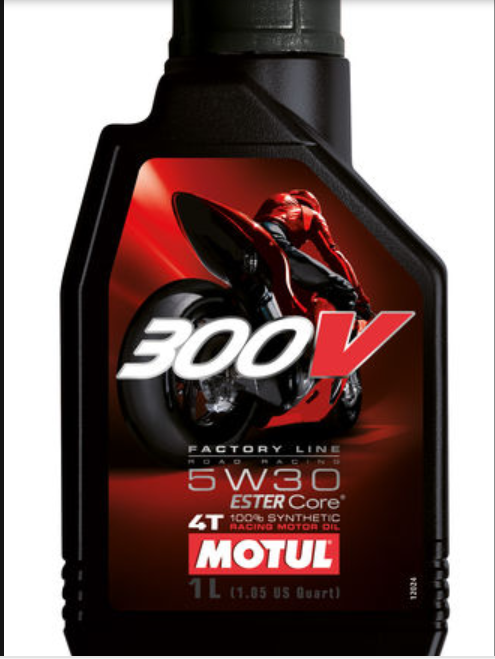 300V
FACTORY LINE
ROAD RACING
5W30
ESTER Core®
4T 100% SYNTHETIC
RACING MOTOR OIL
MOTUL®
1L (1.05 US Quart)
12024